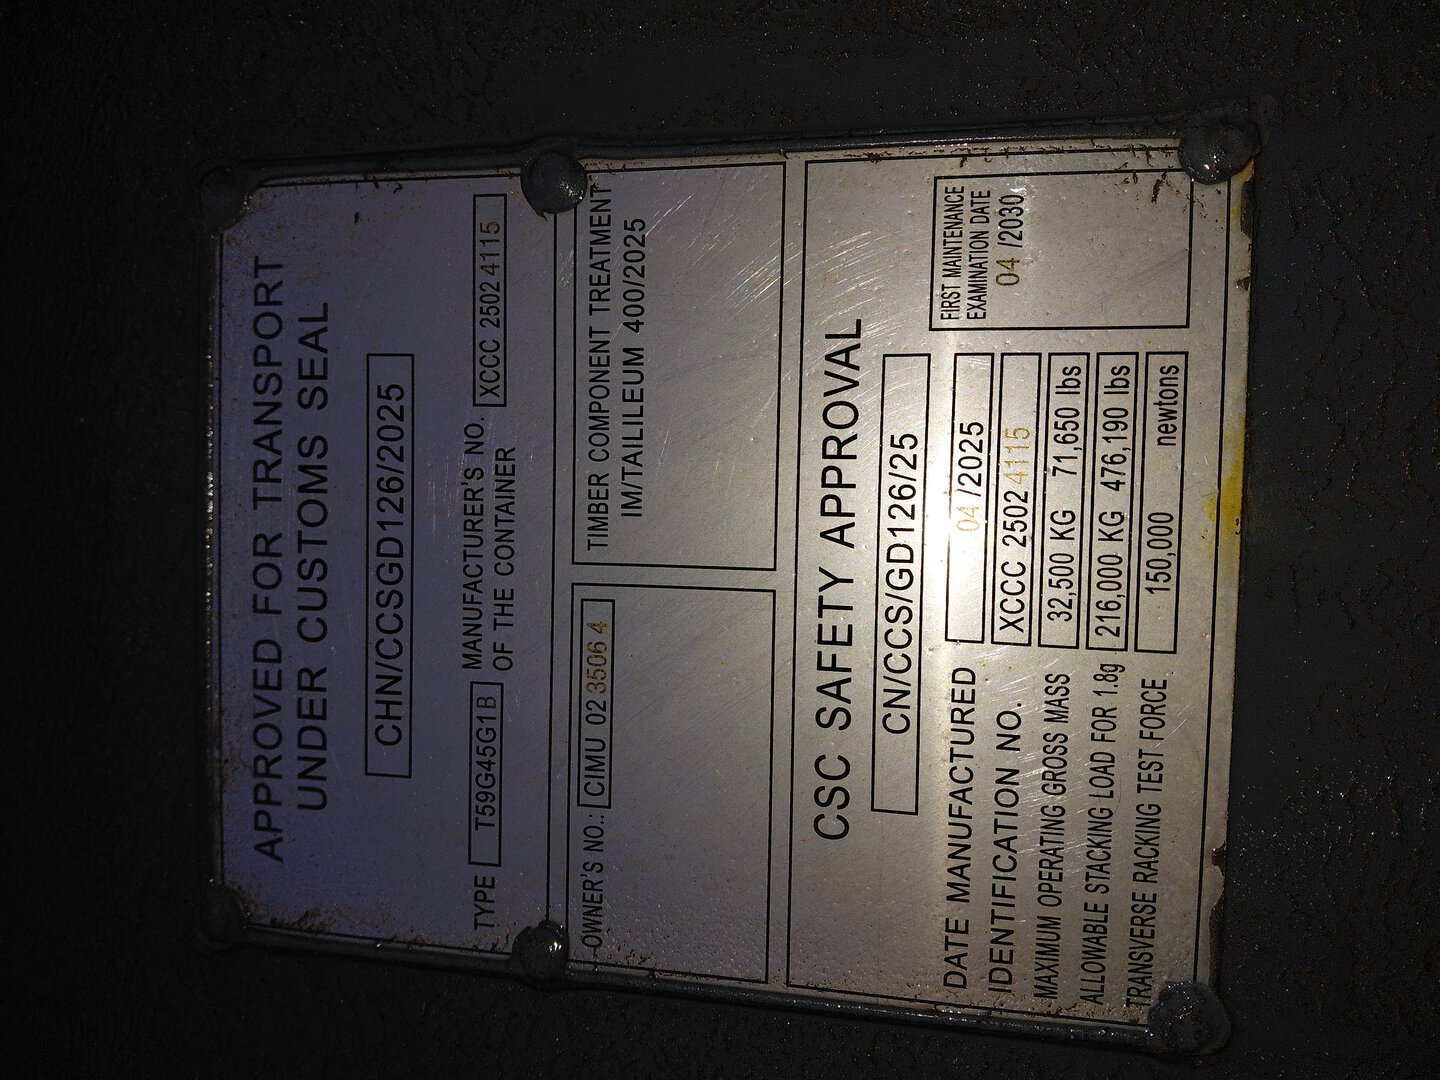 APPROVED FOR TRANSPORT
UNDER CUSTOMS SEAL
CHN/CCSGD126/2025
TYPE T59G45G1B MANUFACTURER'S NO. OF THE CONTAINER XCCC 2502 4115
OWNER'S NO.: CIMU 02 3506 4
TIMBER COMPONENT TREATMENT
IM/TAILILEUM 400/2025
CSC SAFETY APPROVAL
CN/CCS/GD126/25
DATE MANUFACTURED 04 /2025
IDENTIFICATION NO. XCCC 2502 4115
MAXIMUM OPERATING GROSS MASS 32,500 KG 71,650 lbs
ALLOWABLE STACKING LOAD FOR 1.8g 216,000 KG 476,190 lbs
TRANSVERSE RACKING TEST FORCE 150,000 newtons
FIRST MAINTENANCE
EXAMINATION DATE
04 /2030